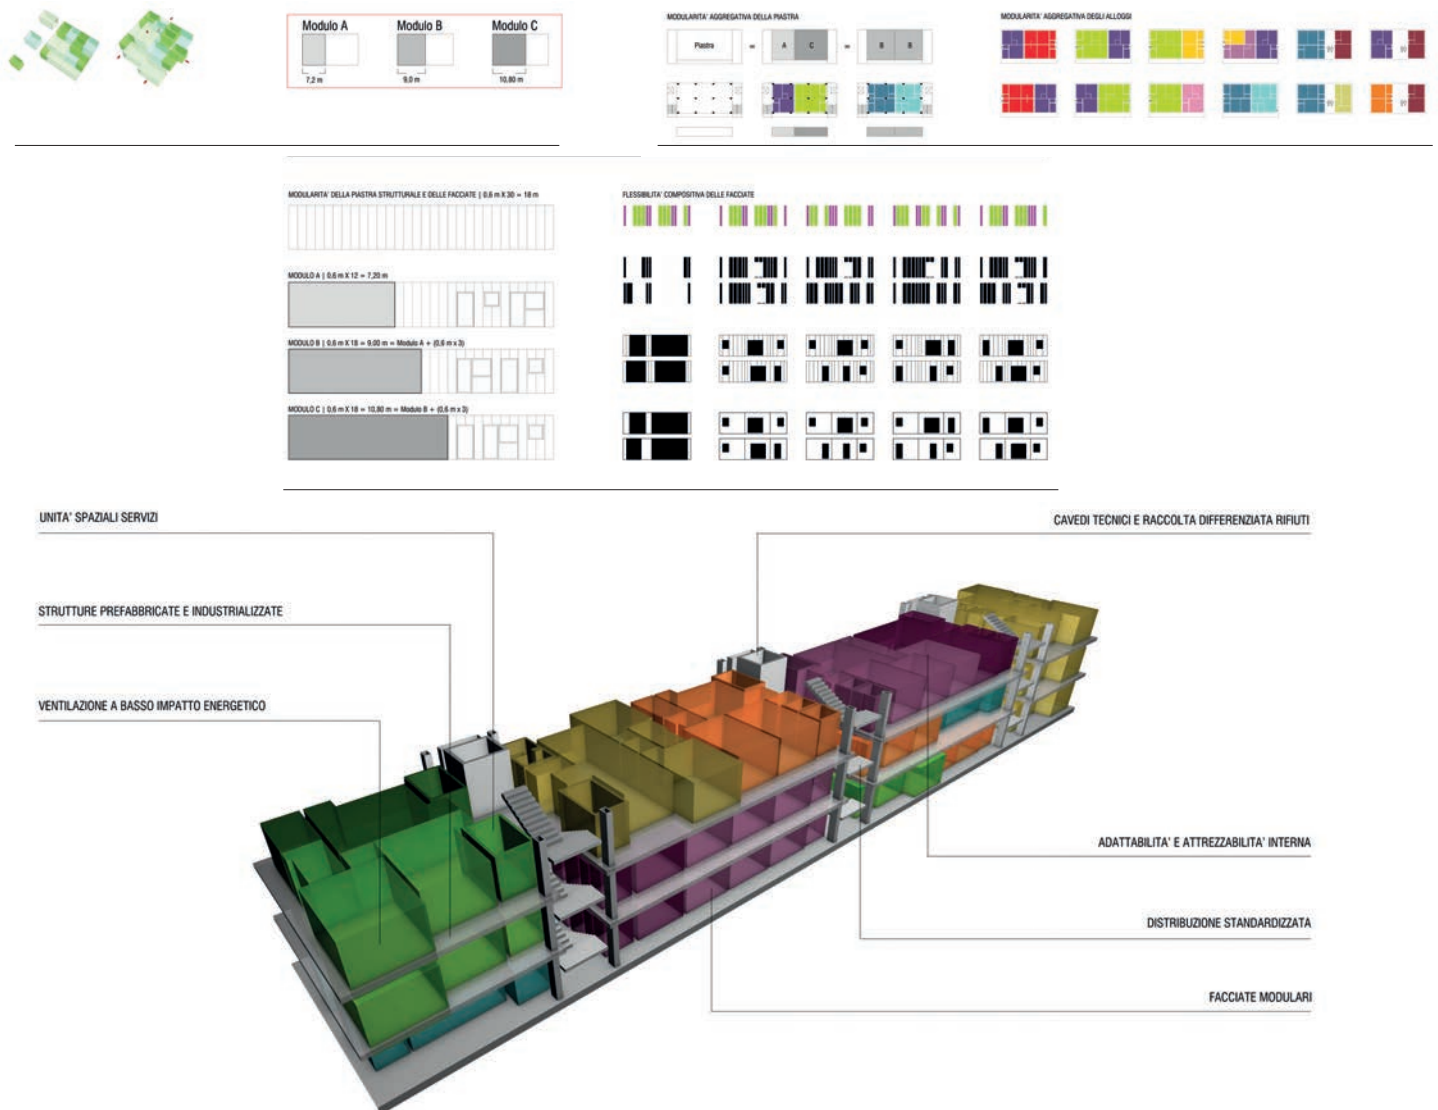 Modulo A
Modulo B
Modulo C
7,2 m
9,0 m
10,80 m
MODULARITA' AGGREGATIVA DELLA PIASTRA
Piastra
=
A
C
=
B
B
MODULARITA' AGGREGATIVA DEGLI ALLOGGI
MODULARITA' DELLA PIASTRA STRUTTURALE E DELLE FACCIATE | 0.6 m X 30 = 18 m
MODULO A | 0.6 m X 12 = 7,20 m
MODULO B | 0.6 m X 18 = 9,00 m = Modulo A + (0,6 m x 3)
MODULO C | 0.6 m X 18 = 10,80 m = Modulo B + (0,6 m x 3)
FLESSIBILITA' COMPOSITIVA DELLE FACCIATE
UNITA' SPAZIALI SERVIZI
STRUTTURE PREFABBRICATE E INDUSTRIALIZZATE
VENTILAZIONE A BASSO IMPATTO ENERGETICO
CAVEDI TECNICI E RACCOLTA DIFFERENZIATA RIFIUTI
ADATTABILITA' E ATTREZZABILITA' INTERNA
DISTRIBUZIONE STANDARDIZZATA
FACCIATE MODULARI